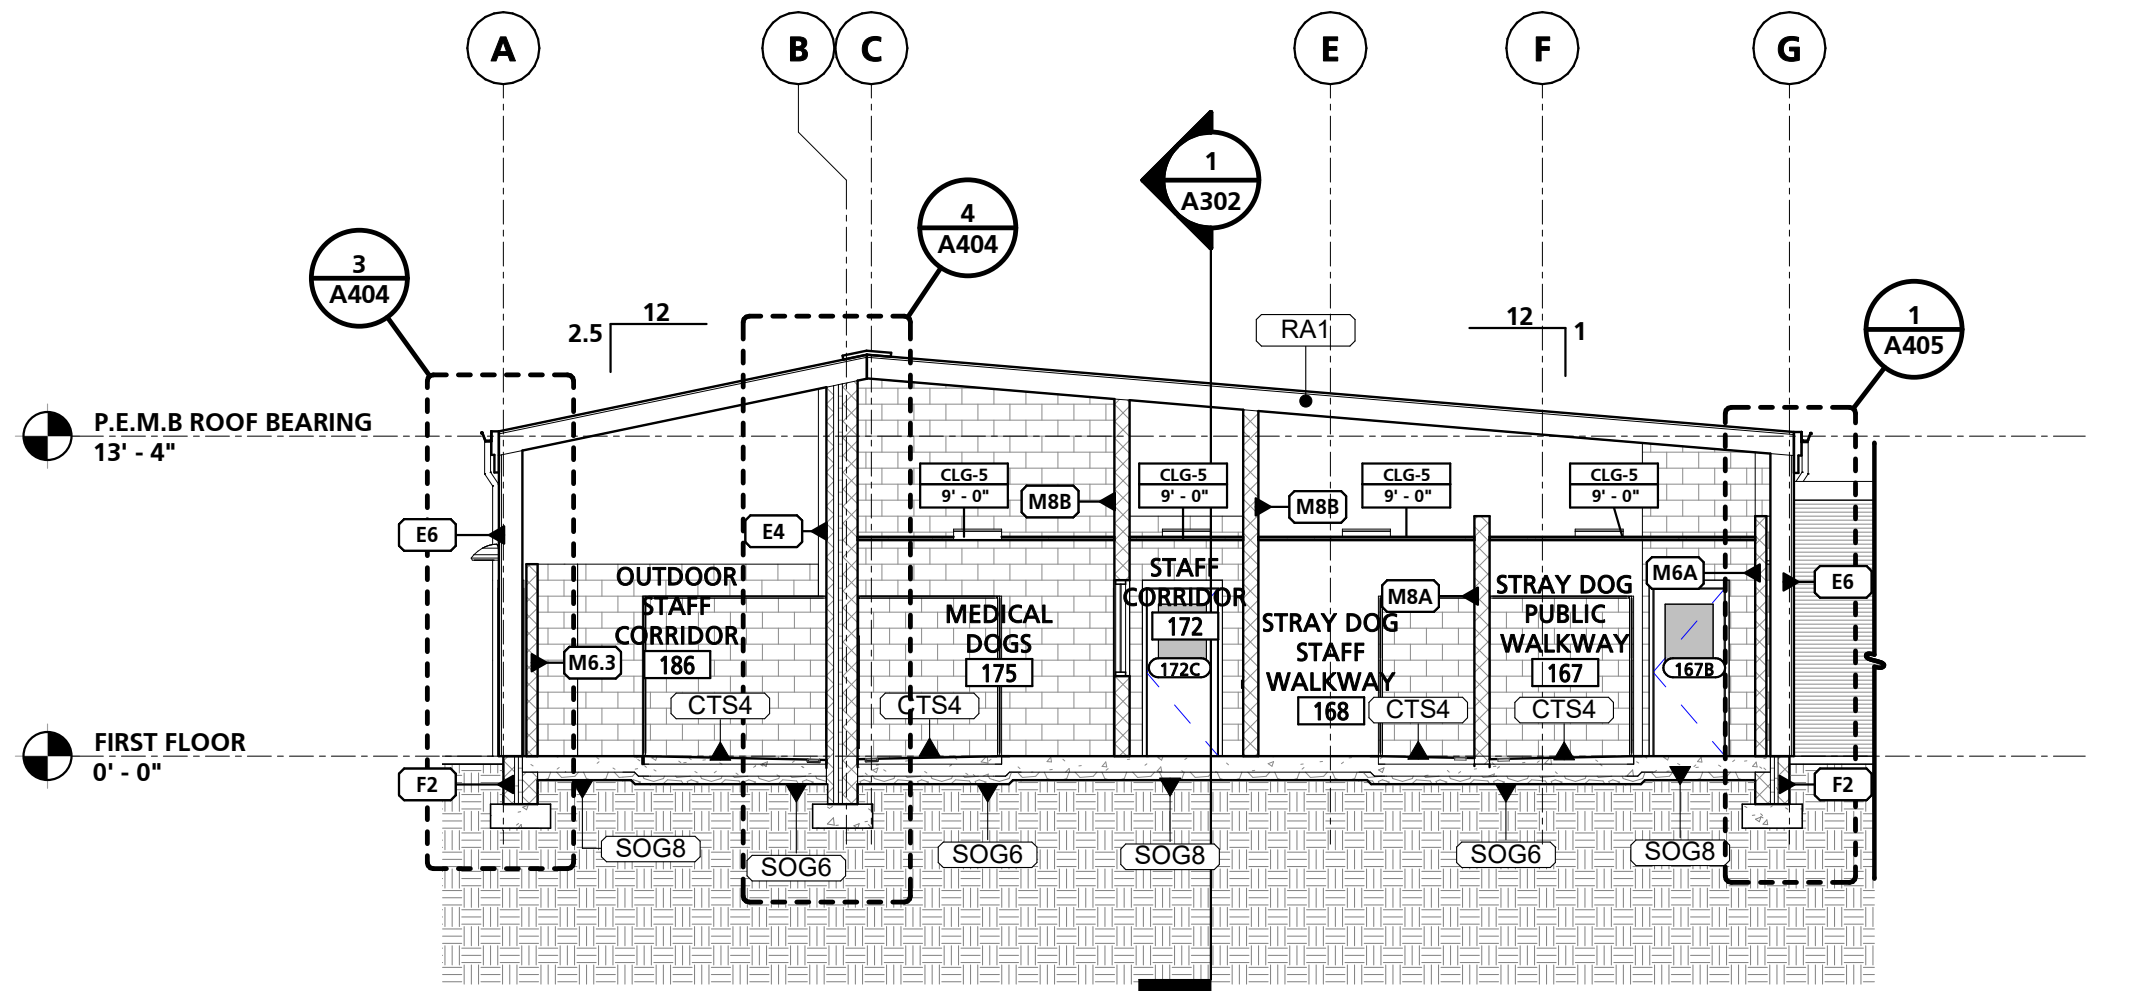 A
B
C
E
F
G
1
A302
4
A404
3
A404
12
2.5
RA1
12
1
1
A405
P.E.M.B ROOF BEARING
13' - 4"
CLG-5
9' - 0"
CLG-5
9' - 0"
CLG-5
9' - 0"
CLG-5
9' - 0"
M8B
M8B
E6
E4
OUTDOOR
STAFF
CORRIDOR
186
MEDICAL
DOGS
175
STAFF
CORRIDOR
172
172C
STRAY DOG
STAFF
WALKWAY
168
M8A
STRAY DOG
PUBLIC
WALKWAY
167
M6A
E6
167B
M6.3
CTS4
CTS4
CTS4
CTS4
FIRST FLOOR
0' - 0"
F2
F2
SOG8
SOG6
SOG6
SOG8
SOG6
SOG8